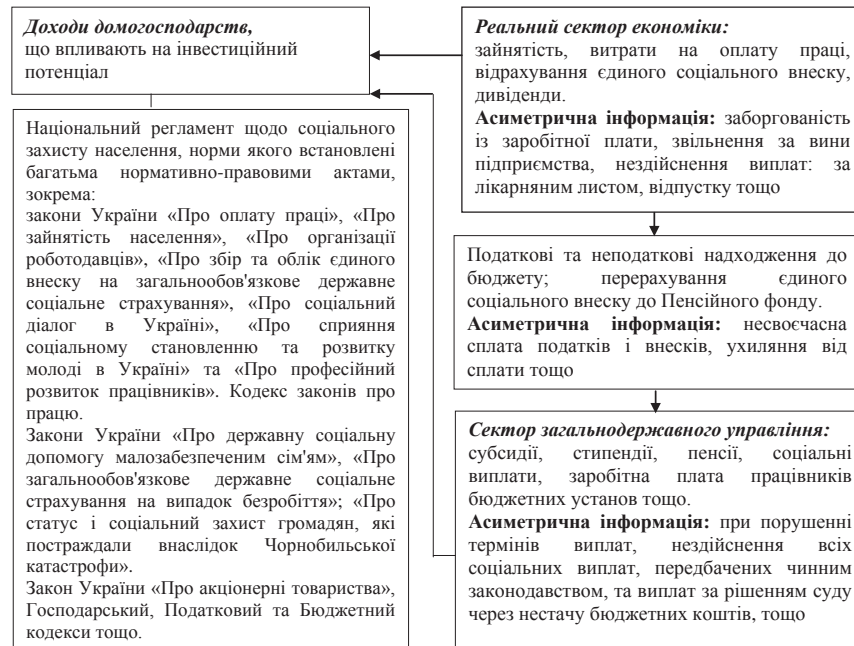 Доходи домогосподарств,
що впливають на інвестиційний
потенціал
Національний регламент щодо соціального
захисту населення, норми якого встановлені
багатьма нормативно-правовими актами,
зокрема:
закони України «Про оплату праці», «Про
зайнятість населення», «Про організації
роботодавців», «Про збір та облік єдиного
внеску на загальнообов'язкове державне
соціальне страхування», «Про соціальний
діалог в Україні», «Про сприяння
соціальному становленню та розвитку
молоді в Україні» та «Про професійний
розвиток працівників». Кодекс законів про
працю.
Закони України «Про державну соціальну
допомогу малозабезпеченим сім'ям», «Про
загальнообов'язкове державне соціальне
страхування на випадок безробіття»; «Про
статус і соціальний захист громадян, які
постраждали внаслідок Чорнобильської
катастрофи».
Закон України «Про акціонерні товариства»,
Господарський, Податковий та Бюджетний
кодекси тощо.
Реальний сектор економіки:
зайнятість, витрати на оплату праці,
відрахування єдиного соціального внеску,
дивіденди.
Асиметрична інформація: заборгованість
із заробітної плати, звільнення за вини
підприємства, нездійснення виплат: за
лікарняним листом, відпустку тощо
Податкові та неподаткові надходження до
бюджету; перерахування єдиного
соціального внеску до Пенсійного фонду.
Асиметрична інформація: несвоєчасна
сплата податків і внесків, ухиляння від
сплати тощо
Сектор загальнодержавного управління:
субсидії, стипендії, пенсії, соціальні
виплати, заробітна плата працівників
бюджетних установ тощо.
Асиметрична інформація: при порушенні
термінів виплат, нездійснення всіх
соціальних виплат, передбачених чинним
законодавством, та виплат за рішенням суду
через нестачу бюджетних коштів, тощо